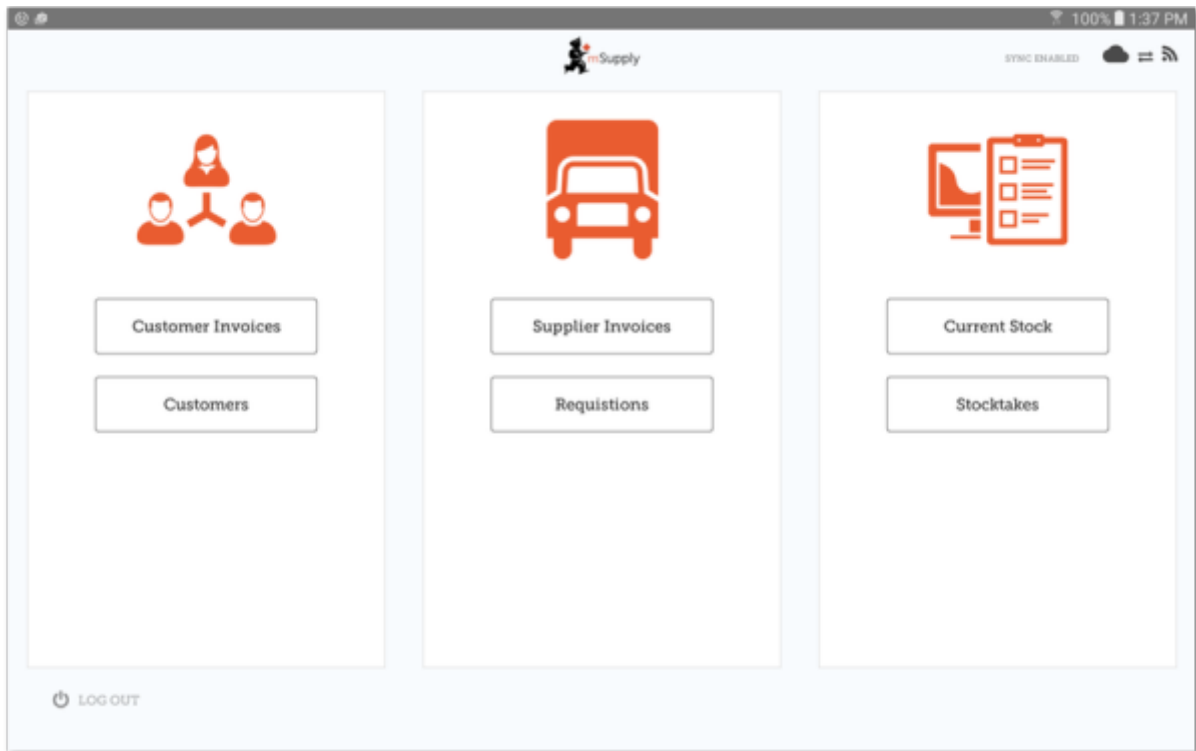 100% 1:37 PM
mSupply
SYNC ENABLED
Customer Invoices
Supplier Invoices
Current Stock
Customers
Requistions
Stocktakes
LOG OUT